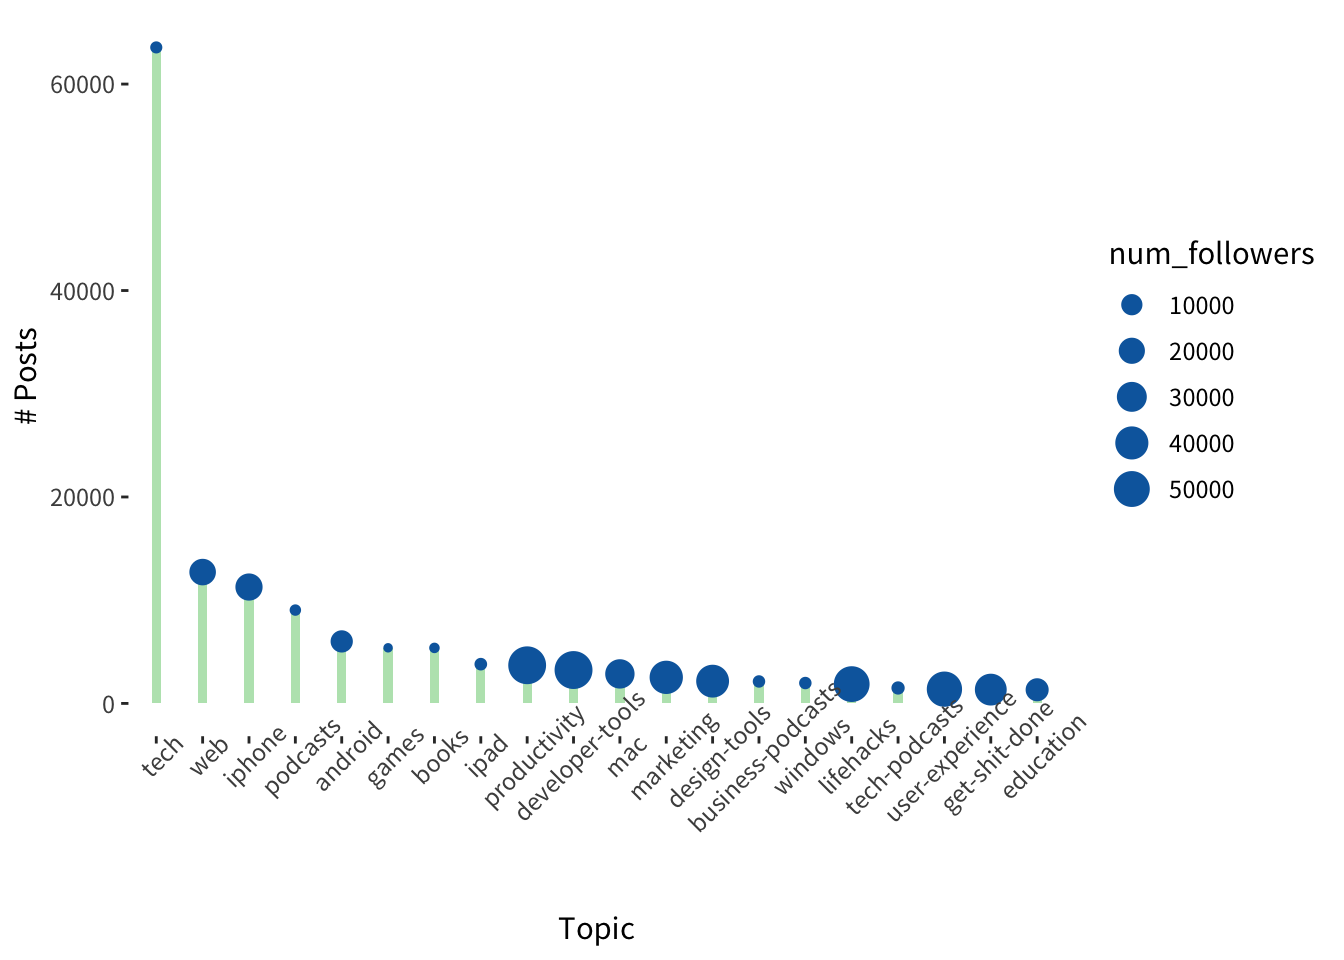 60000
40000
20000
0
# Posts
tech
web
iphone
podcasts
android
games
books
ipad
productivity
developer-tools
mac
marketing
design-tools
business-podcasts
windows
lifehacks
tech-podcasts
user-experience
get-shit-done
education
Topic
num_followers
10000
20000
30000
40000
50000